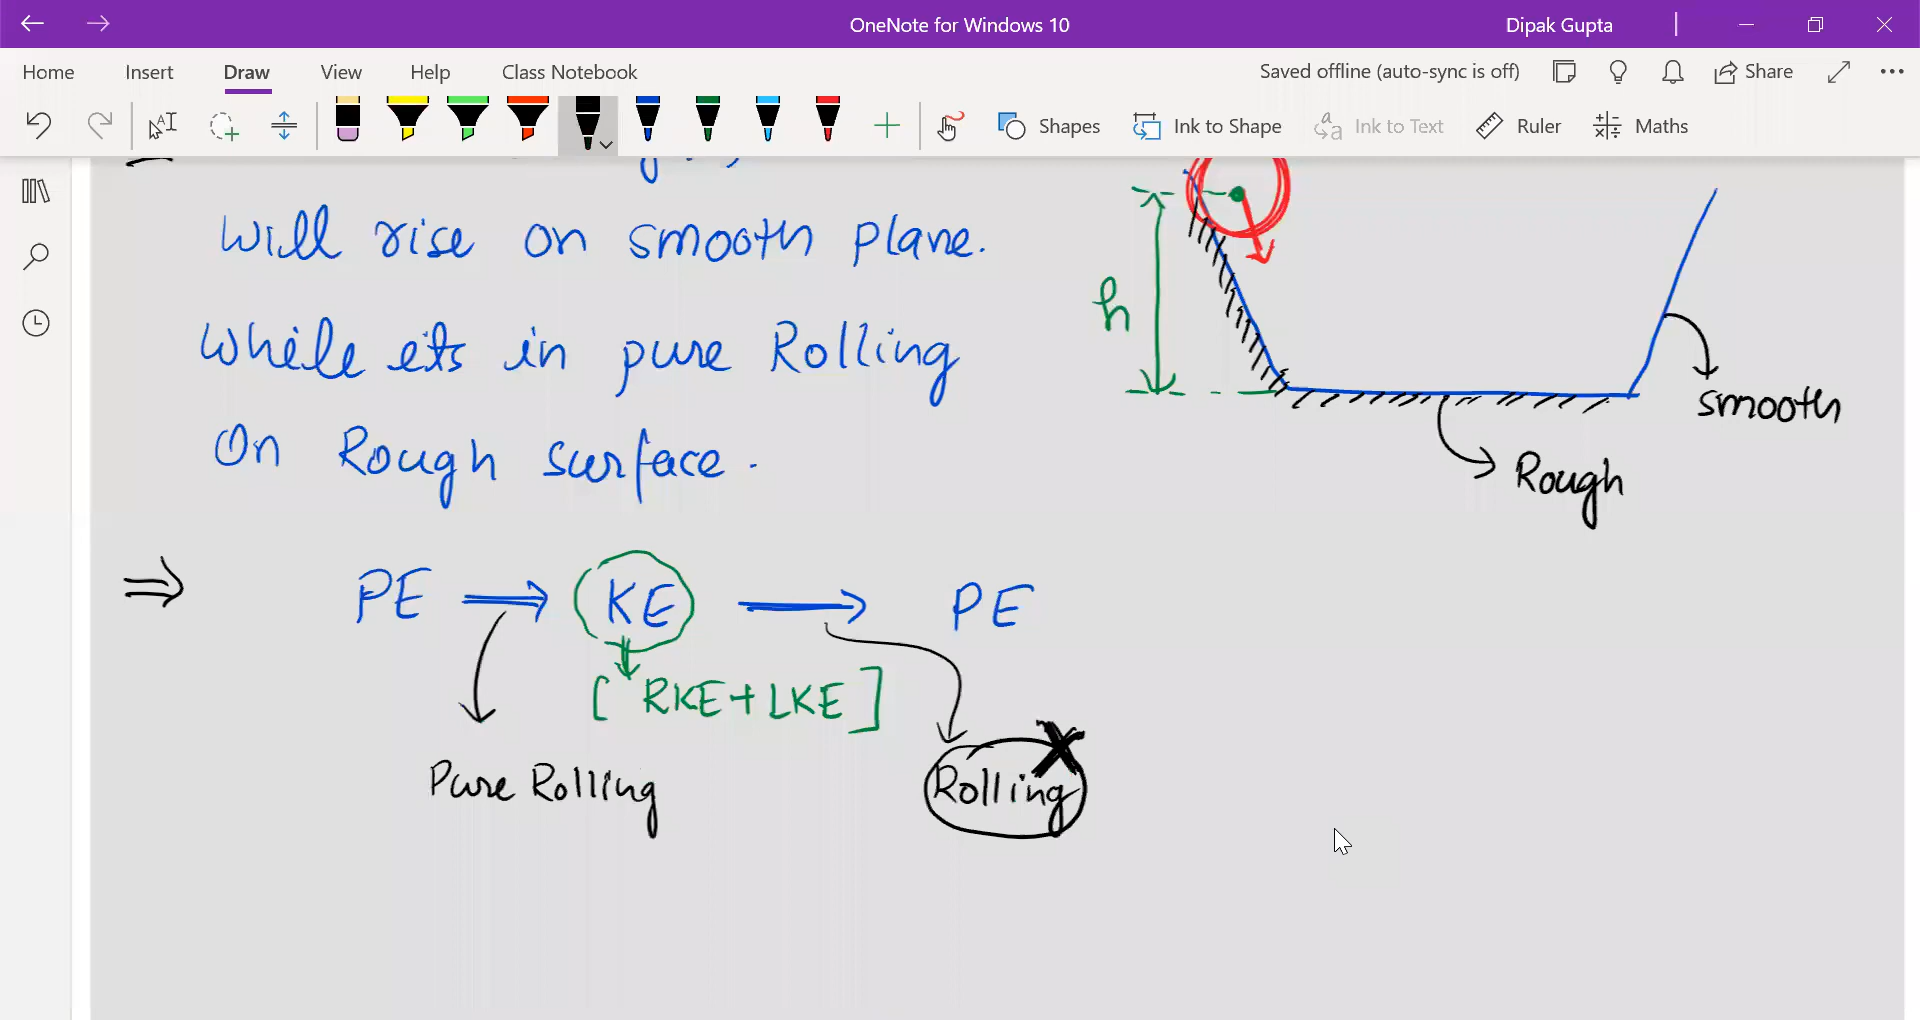 OneNote for Windows 10
Dipak Gupta
Home Insert Draw View Help Class Notebook
Saved offline (auto-sync is off) Share
Shapes Ink to Shape Ink to Text Ruler Maths
will rise on smooth plane.
While its in pure Rolling
On Rough surface.
h
smooth
Rough
⇒ PE ⇒ KE → PE
[RKE+LKE]
Pure Rolling
Rolling X